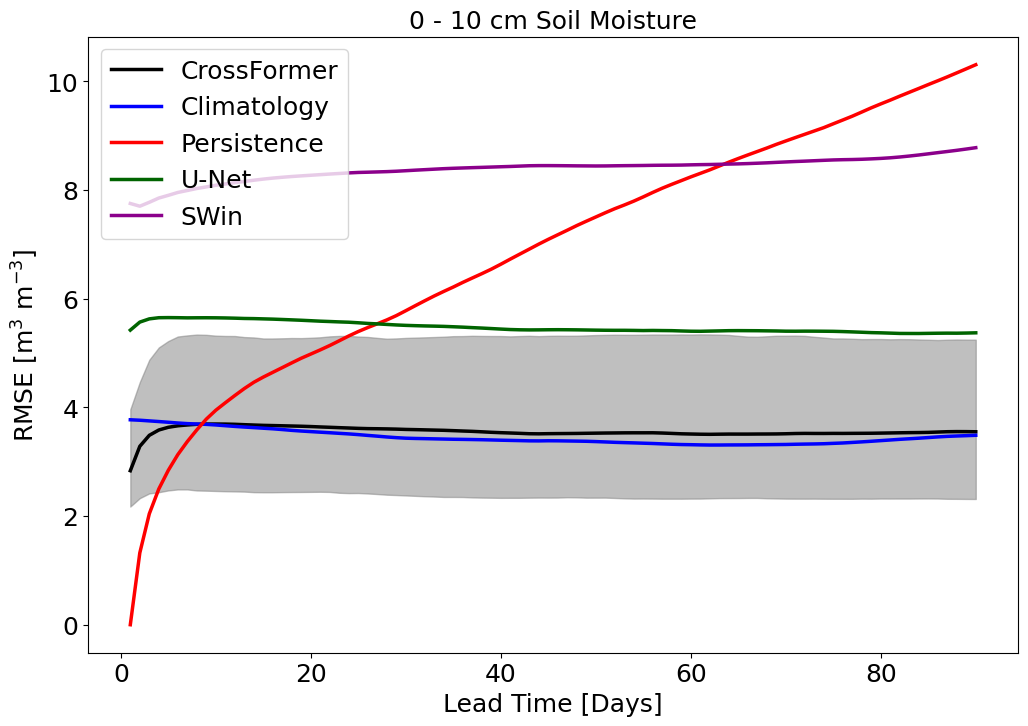 0 - 10 cm Soil Moisture
CrossFormer
Climatology
Persistence
U-Net
SWin
RMSE [m³ m⁻³]
10
8
6
4
2
0
0 20 40 60 80
Lead Time [Days]